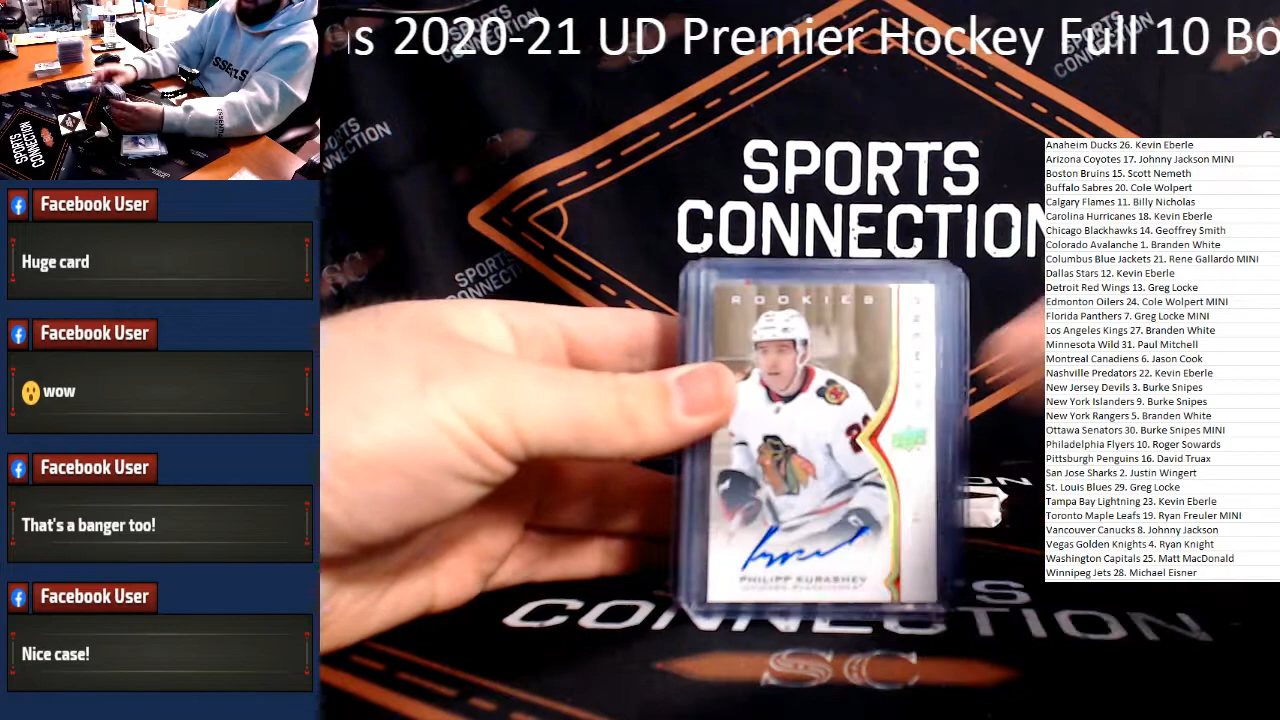 s 2020-21 UD Premier Hockey Full 10 Bo
SPORTS
CONNECTION
Facebook User
Huge card
Facebook User
😮 wow
Facebook User
That's a banger too!
Facebook User
Nice case!
ROOKIES
PHILIPP KURASHEV
CONNECTION
SC
Anaheim Ducks 26. Kevin Eberle
Arizona Coyotes 17. Johnny Jackson MINI
Boston Bruins 15. Scott Nemeth
Buffalo Sabres 20. Cole Wolpert
Calgary Flames 11. Billy Nicholas
Carolina Hurricanes 18. Kevin Eberle
Chicago Blackhawks 14. Geoffrey Smith
Colorado Avalanche 1. Branden White
Columbus Blue Jackets 21. Rene Gallardo MINI
Dallas Stars 12. Kevin Eberle
Detroit Red Wings 13. Greg Locke
Edmonton Oilers 24. Cole Wolpert MINI
Florida Panthers 7. Greg Locke MINI
Los Angeles Kings 27. Branden White
Minnesota Wild 31. Paul Mitchell
Montreal Canadiens 6. Jason Cook
Nashville Predators 22. Kevin Eberle
New Jersey Devils 3. Burke Snipes
New York Islanders 9. Burke Snipes
New York Rangers 5. Branden White
Ottawa Senators 30. Burke Snipes MINI
Philadelphia Flyers 10. Roger Sowards
Pittsburgh Penguins 16. David Truax
San Jose Sharks 2. Justin Wingert
St. Louis Blues 29. Greg Locke
Tampa Bay Lightning 23. Kevin Eberle
Toronto Maple Leafs 19. Ryan Freuler MINI
Vancouver Canucks 8. Johnny Jackson
Vegas Golden Knights 4. Ryan Knight
Washington Capitals 25. Matt MacDonald
Winnipeg Jets 28. Michael Eisner